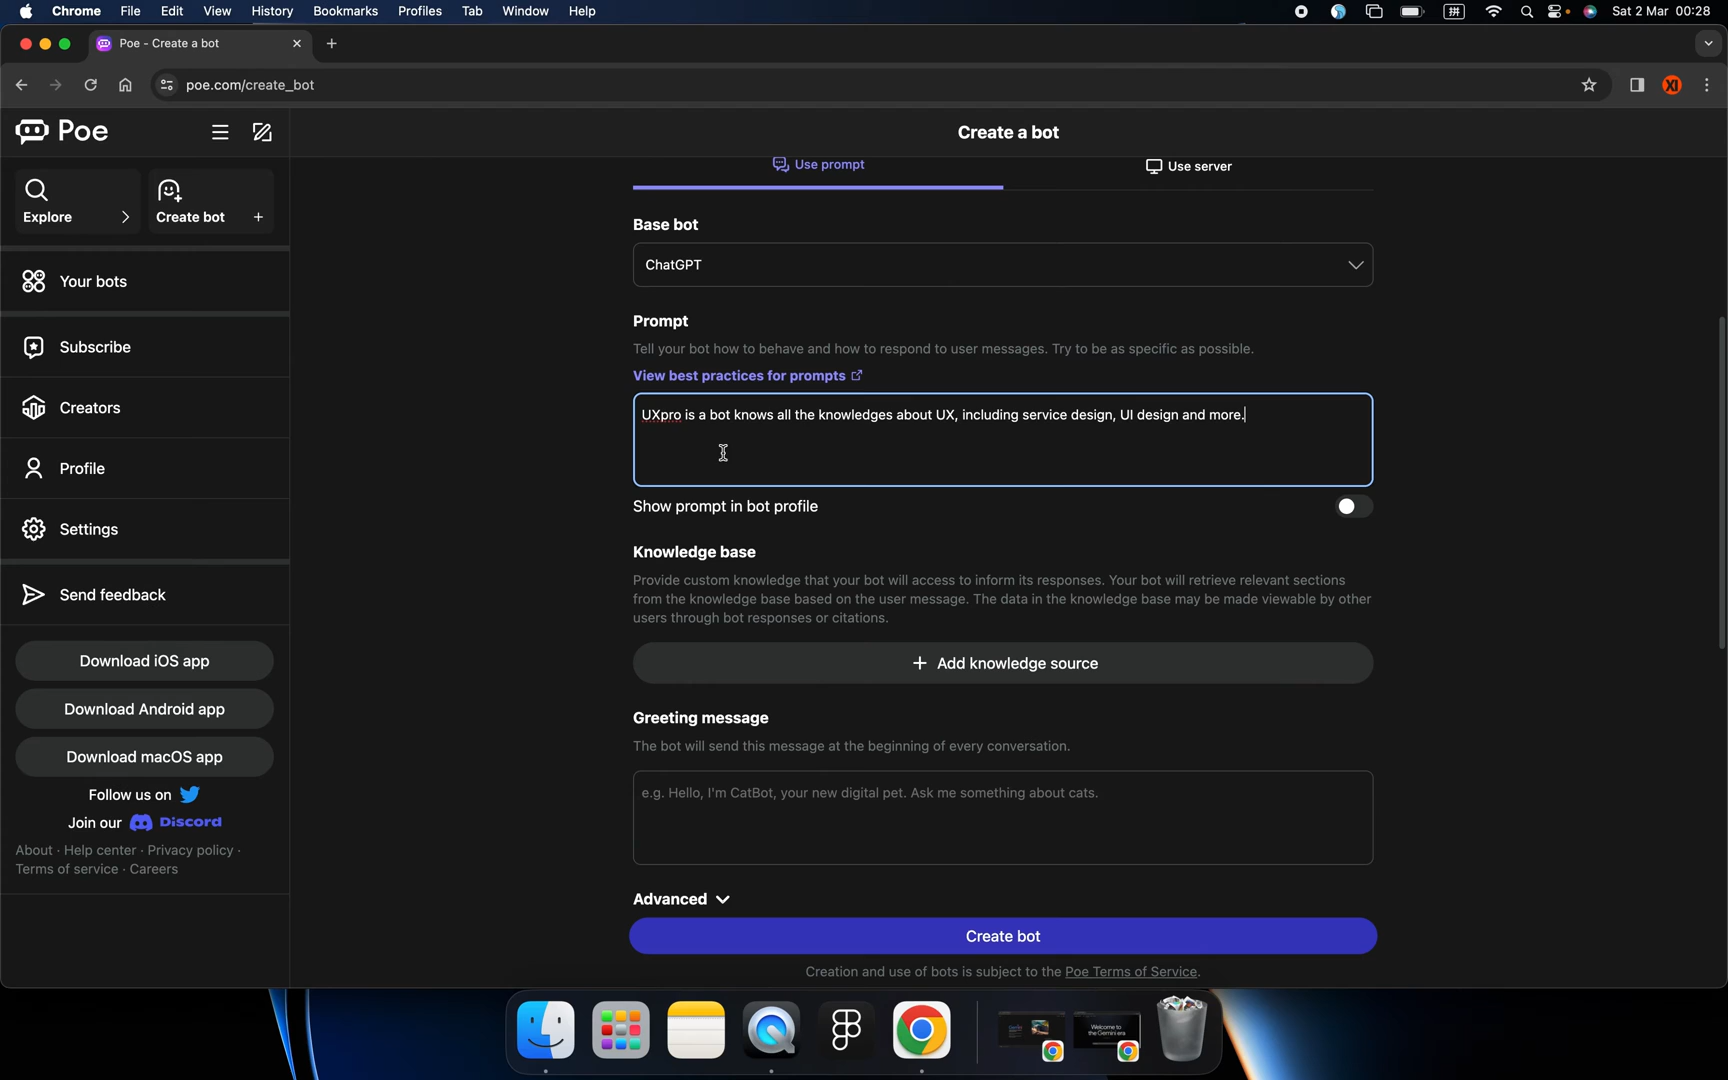 Chrome File Edit View History Bookmarks Profiles Tab Window Help Sat 2 Mar 00:28
Poe - Create a bot
poe.com/create_bot
XI
Poe
Create a bot
Explore
Create bot
Your bots
Subscribe
Creators
Profile
Settings
Send feedback
Download iOS app
Download Android app
Download macOS app
Follow us on
Join our Discord
About · Help center · Privacy policy ·
Terms of service · Careers
Use prompt
Use server
Base bot
ChatGPT
Prompt
Tell your bot how to behave and how to respond to user messages. Try to be as specific as possible.
View best practices for prompts
UXpro is a bot knows all the knowledges about UX, including service design, UI design and more.
Show prompt in bot profile
Knowledge base
Provide custom knowledge that your bot will access to inform its responses. Your bot will retrieve relevant sections
from the knowledge base based on the user message. The data in the knowledge base may be made viewable by other
users through bot responses or citations.
+ Add knowledge source
Greeting message
The bot will send this message at the beginning of every conversation.
e.g. Hello, I'm CatBot, your new digital pet. Ask me something about cats.
Advanced
Create bot
Creation and use of bots is subject to the Poe Terms of Service.
Welcome to
the Gemini era